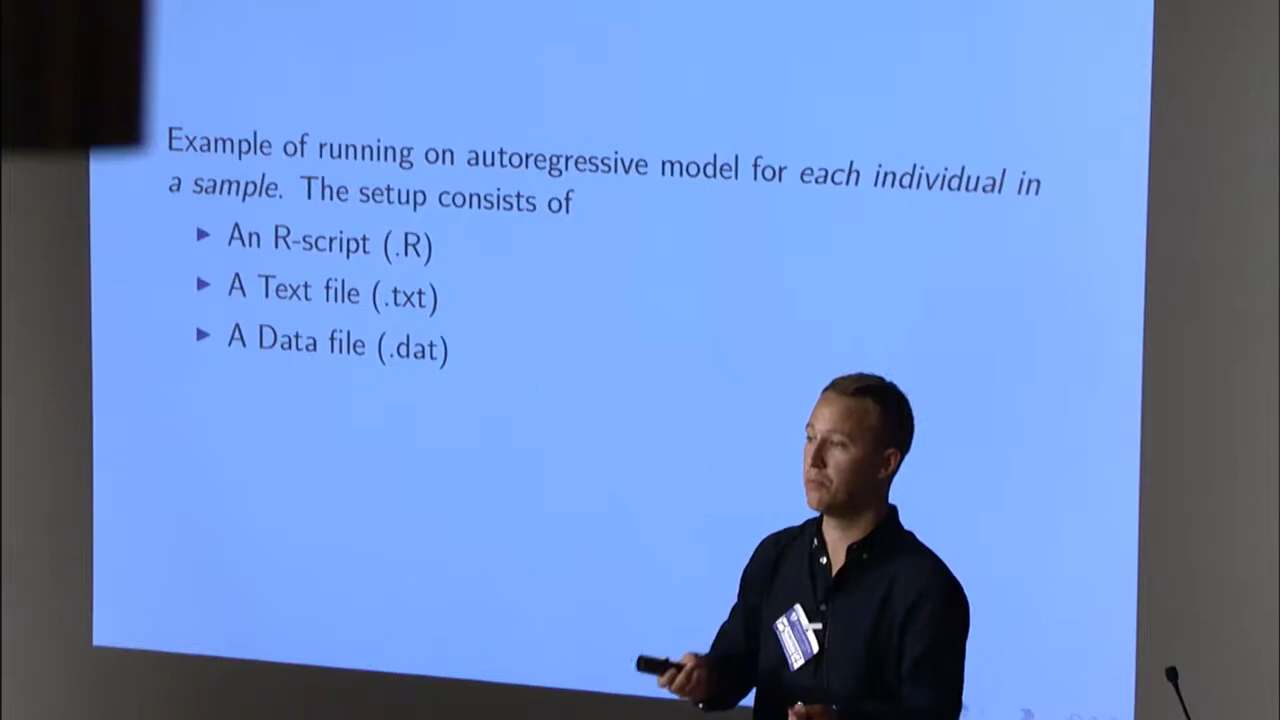 Example of running on autoregressive model for each individual in
a sample. The setup consists of
▶ An R-script (.R)
▶ A Text file (.txt)
▶ A Data file (.dat)